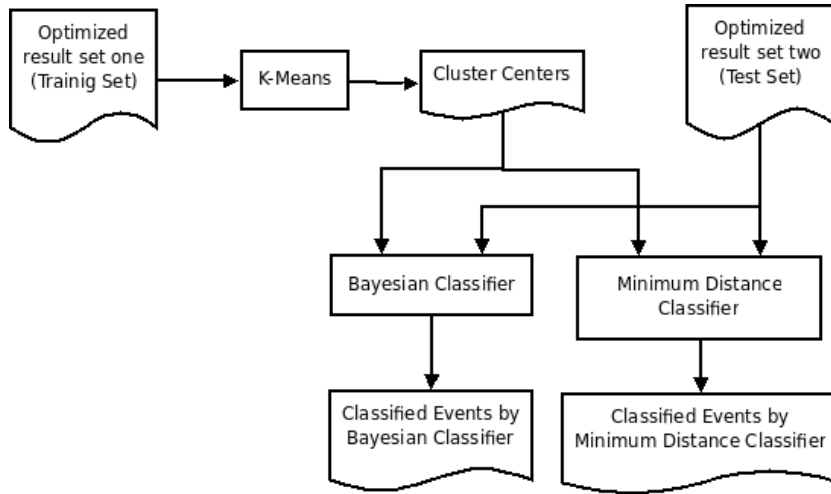 Optimized
result set one
(Trainig Set)
K-Means
Cluster Centers
Optimized
result set two
(Test Set)
Bayesian Classifier
Minimum Distance
Classifier
Classified Events by
Bayesian Classifier
Classified Events by
Minimum Distance Classifier